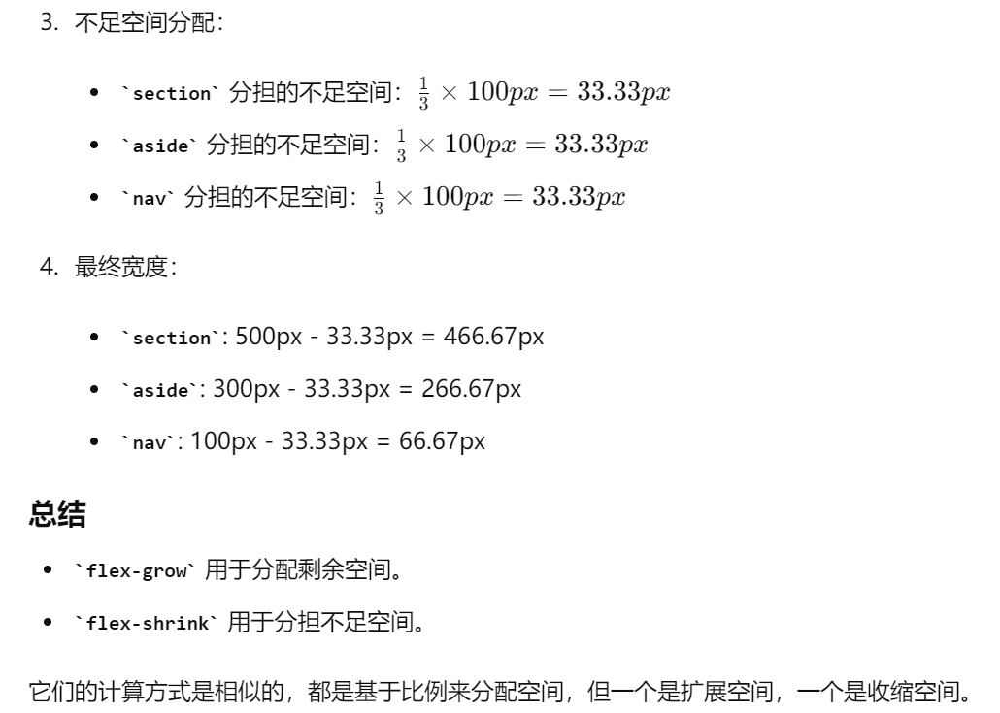 3. 不足空间分配：
• `section` 分担的不足空间：1/3 × 100px = 33.33px
• `aside` 分担的不足空间：1/3 × 100px = 33.33px
• `nav` 分担的不足空间：1/3 × 100px = 33.33px
4. 最终宽度：
• `section`: 500px - 33.33px = 466.67px
• `aside`: 300px - 33.33px = 266.67px
• `nav`: 100px - 33.33px = 66.67px
总结
• `flex-grow` 用于分配剩余空间。
• `flex-shrink` 用于分担不足空间。
它们的计算方式是相似的，都是基于比例来分配空间，但一个是扩展空间，一个是收缩空间。